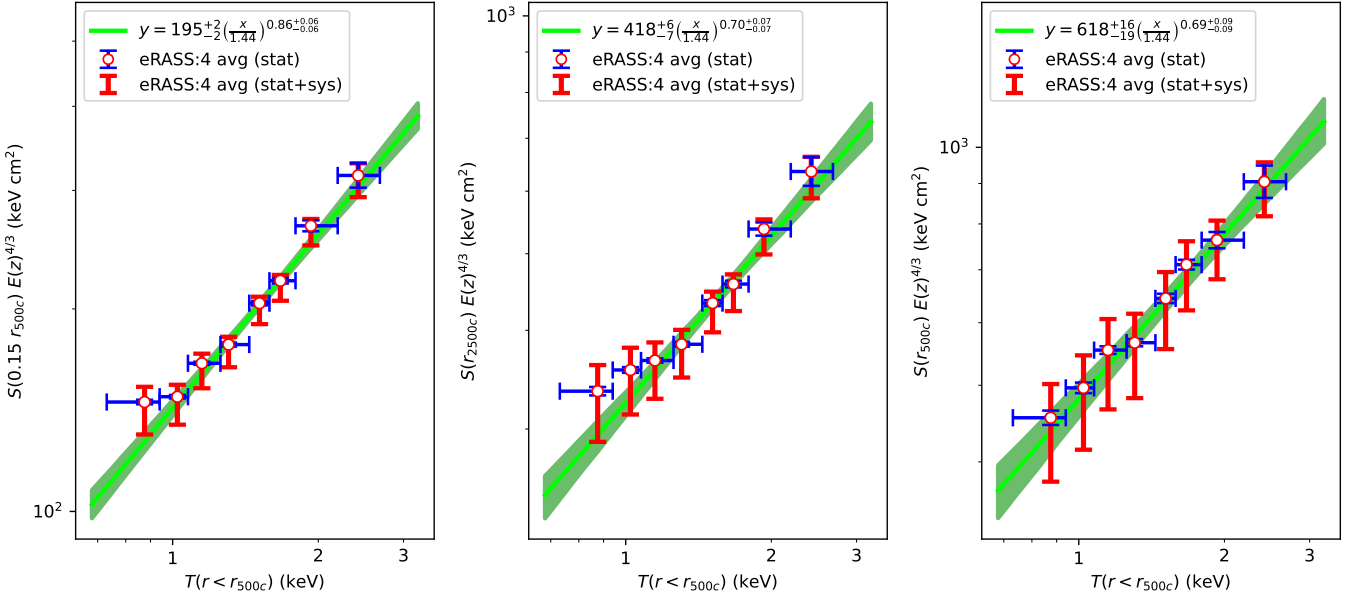 y = 195^{+2}_{-2}(x/1.44)^{0.86^{+0.06}_{-0.06}}
eRASS:4 avg (stat)
eRASS:4 avg (stat+sys)
S(0.15 r_{500c}) E(z)^{4/3} (keV cm^2)
10^2
1
2
3
T(r < r_{500c}) (keV)
y = 418^{+6}_{-7}(x/1.44)^{0.70^{+0.07}_{-0.07}}
eRASS:4 avg (stat)
eRASS:4 avg (stat+sys)
S(r_{2500c}) E(z)^{4/3} (keV cm^2)
10^3
1
2
3
T(r < r_{500c}) (keV)
y = 618^{+16}_{-19}(x/1.44)^{0.69^{+0.09}_{-0.09}}
eRASS:4 avg (stat)
eRASS:4 avg (stat+sys)
S(r_{500c}) E(z)^{4/3} (keV cm^2)
10^3
1
2
3
T(r < r_{500c}) (keV)